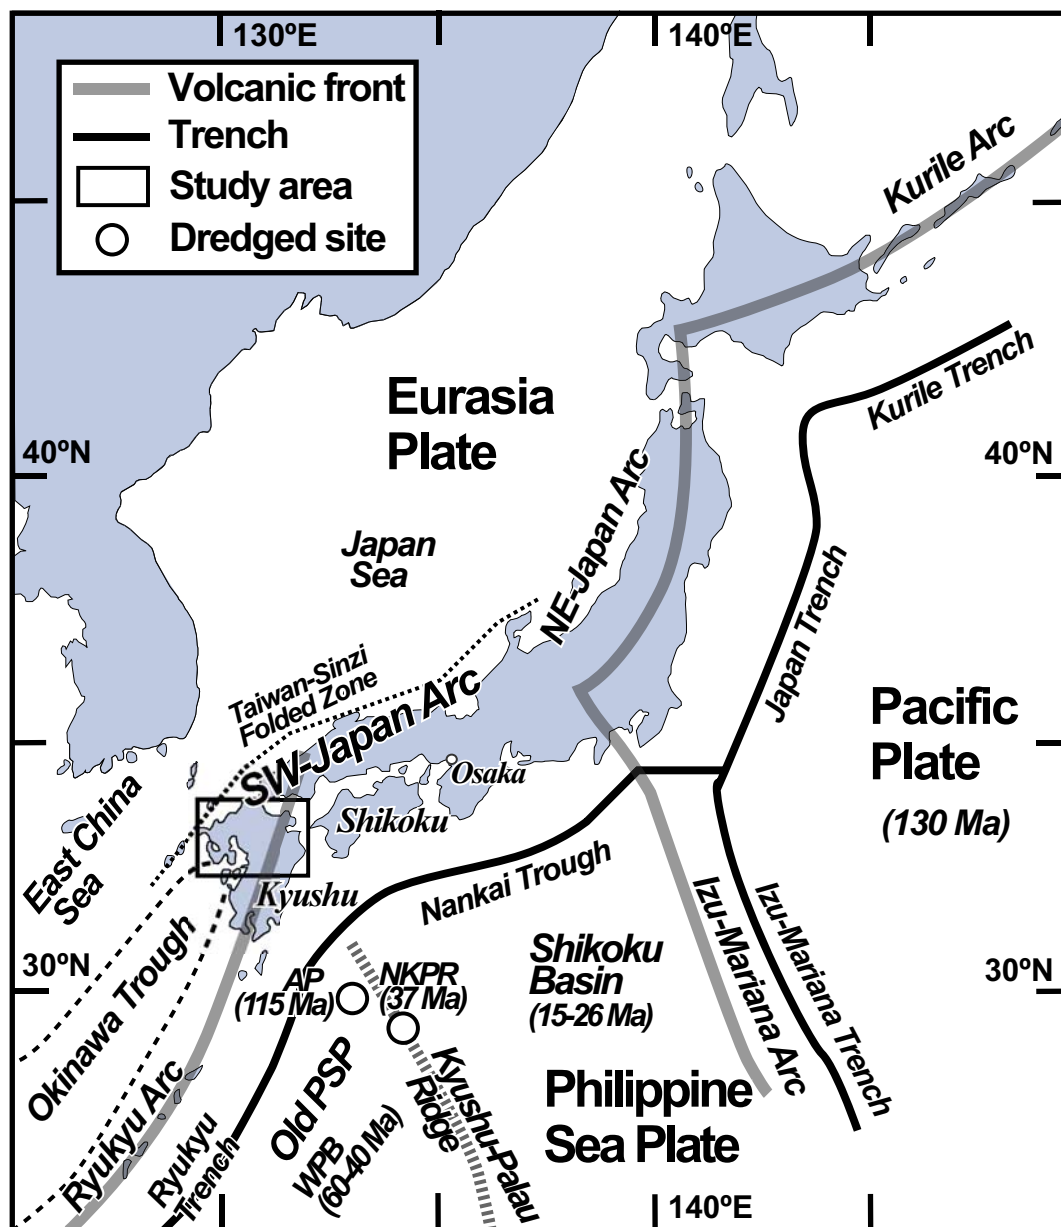 130ºE
140ºE
Volcanic front
Trench
Study area
Dredged site
Kurile Arc
Kurile Trench
Eurasia
Plate
40ºN
40ºN
Japan
Sea
NE-Japan Arc
Japan Trench
Taiwan-Sinzi
Folded Zone
SW-Japan Arc
Pacific
Plate
(130 Ma)
Osaka
Shikoku
Kyushu
East China
Sea
Nankai Trough
Izu-Mariana Arc
Izu-Mariana Trench
Shikoku
Basin
(15-26 Ma)
30ºN
30ºN
AP
(115 Ma)
NKPR
(37 Ma)
Okinawa Trough
Old PSP
WPB
(60-40 Ma)
Kyushu-Palau
Ridge
Philippine
Sea Plate
Ryukyu Arc
Ryukyu
Trench
140ºE